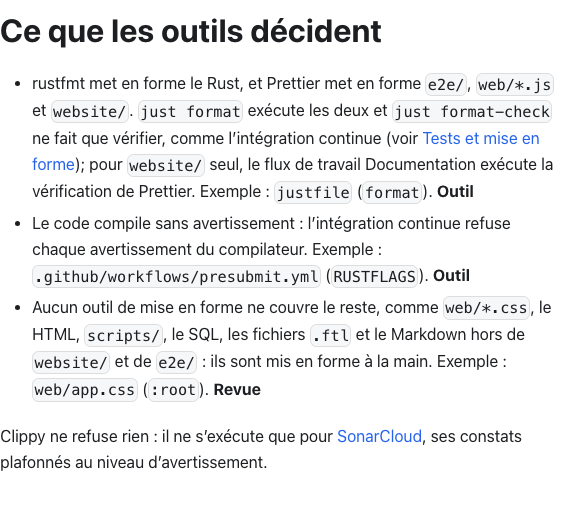 Ce que les outils décident
• rustfmt met en forme le Rust, et Prettier met en forme e2e/, web/*.js
et website/. just format exécute les deux et just format-check
ne fait que vérifier, comme l’intégration continue (voir Tests et mise en
forme); pour website/ seul, le flux de travail Documentation exécute la
vérification de Prettier. Exemple : justfile (format). Outil
• Le code compile sans avertissement : l’intégration continue refuse
chaque avertissement du compilateur. Exemple :
.github/workflows/presubmit.yml (RUSTFLAGS). Outil
• Aucun outil de mise en forme ne couvre le reste, comme web/*.css, le
HTML, scripts/, le SQL, les fichiers .ftl et le Markdown hors de
website/ et de e2e/ : ils sont mis en forme à la main. Exemple :
web/app.css (:root). Revue
Clippy ne refuse rien : il ne s’exécute que pour SonarCloud, ses constats
plafonnés au niveau d’avertissement.